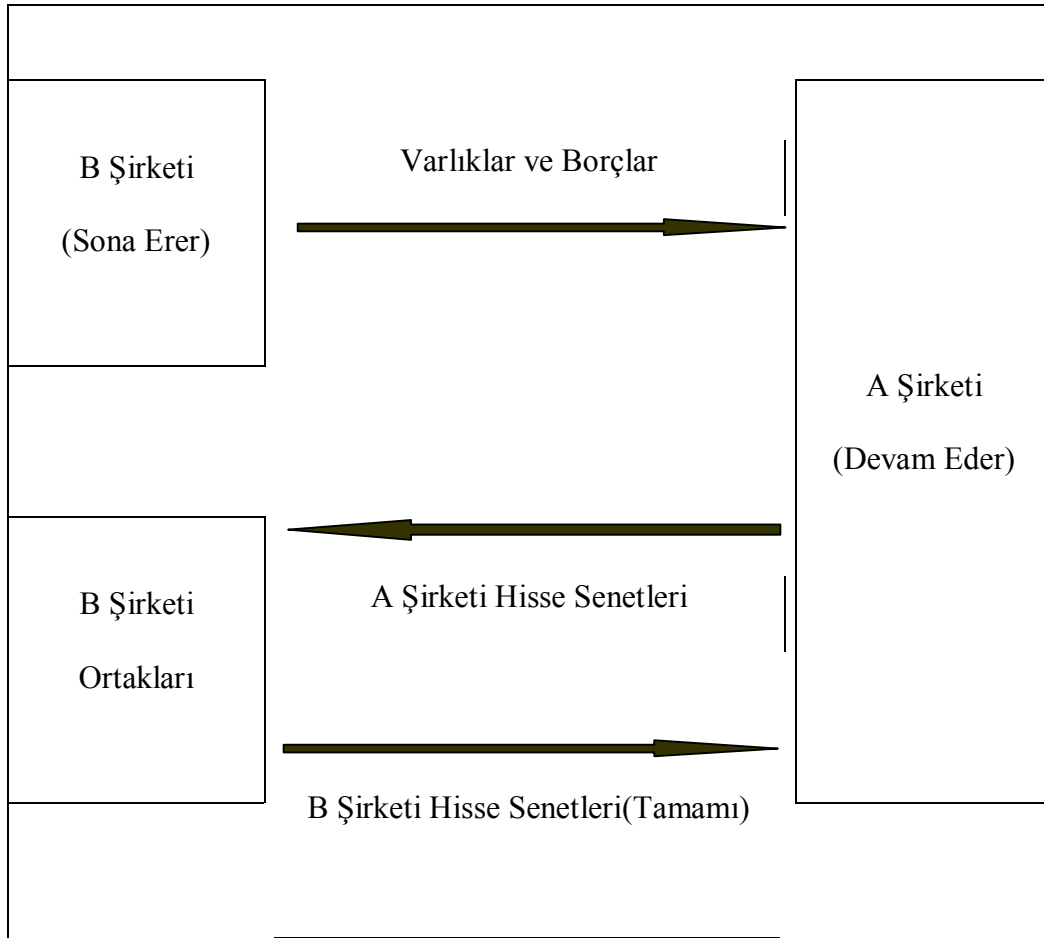 B Şirketi
(Sona Erer)
Varlıklar ve Borçlar
A Şirketi
(Devam Eder)
A Şirketi Hisse Senetleri
B Şirketi
Ortakları
B Şirketi Hisse Senetleri(Tamamı)